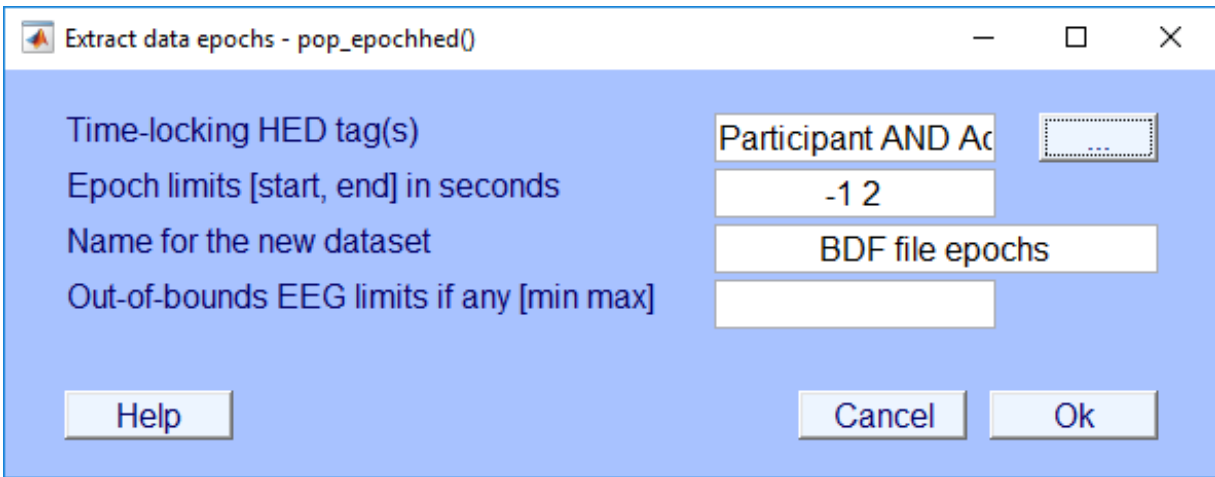 Extract data epochs - pop_epochhed()
Time-locking HED tag(s) Participant AND Ac ...
Epoch limits [start, end] in seconds -1 2
Name for the new dataset BDF file epochs
Out-of-bounds EEG limits if any [min max]
Help Cancel Ok